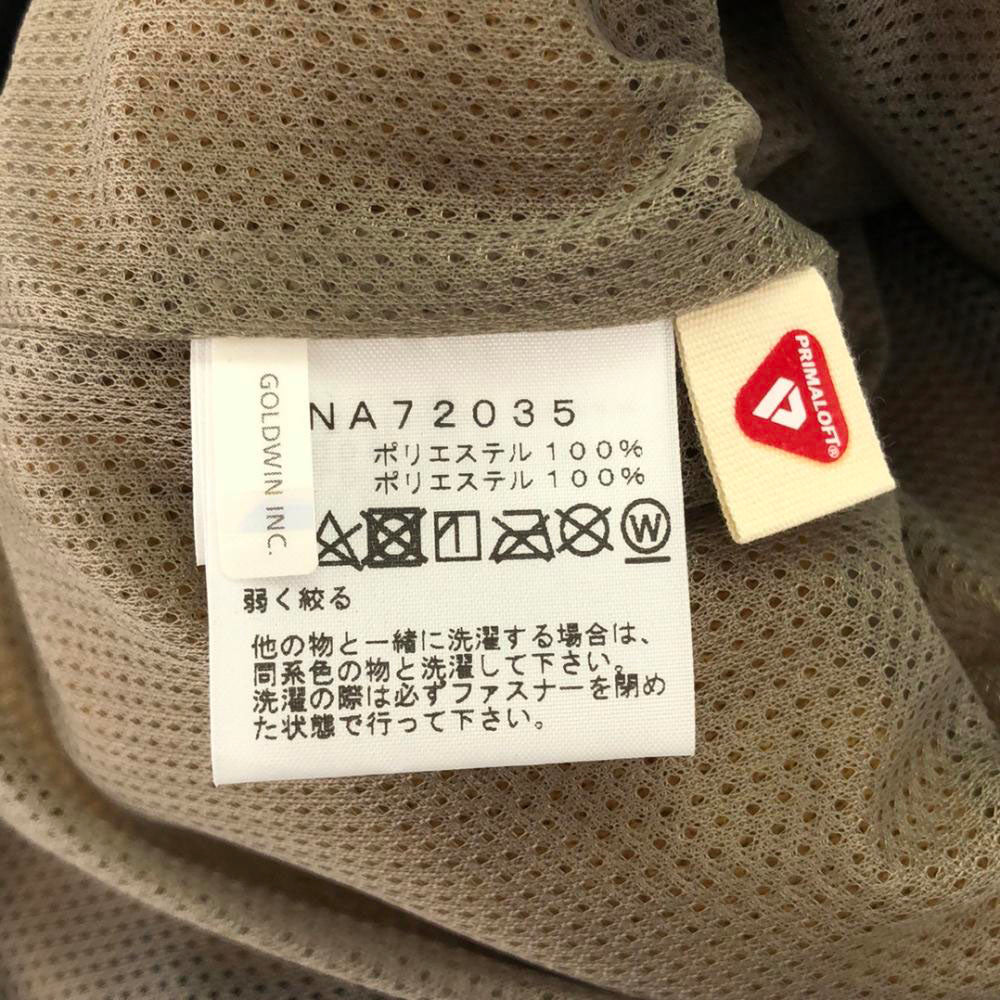 GOLDWIN INC.
NA72035
ポリエステル 100%
ポリエステル 100%
W
弱く絞る
他の物と一緒に洗濯する場合は、
同系色の物と洗濯して下さい。
洗濯の際は必ずファスナーを閉め
た状態で行って下さい。
PRIMALOFT®